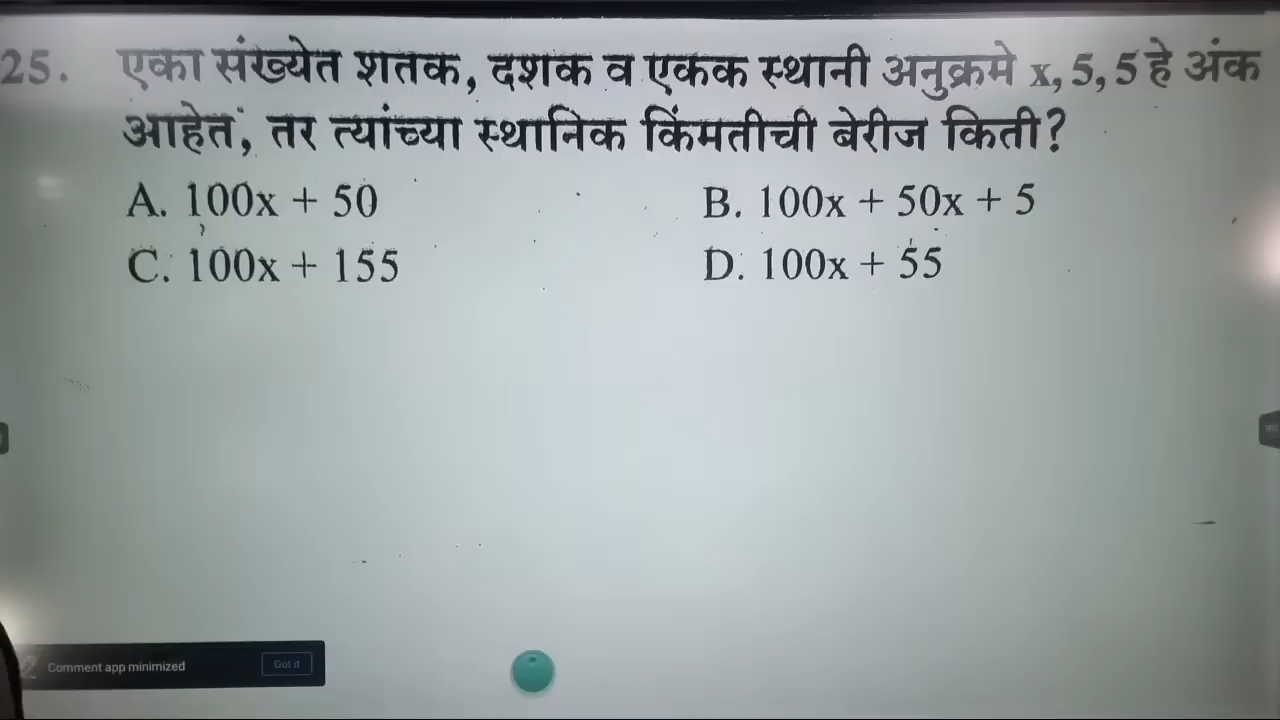 25. एका संख्येत शतक, दशक व एकक स्थानी अनुक्रमे x, 5, 5 हे अंक
आहेत, तर त्यांच्या स्थानिक किंमतीची बेरीज किती?
A. 100x + 50 B. 100x + 50x + 5
C. 100x + 155 D. 100x + 55
Comment app minimized Got it